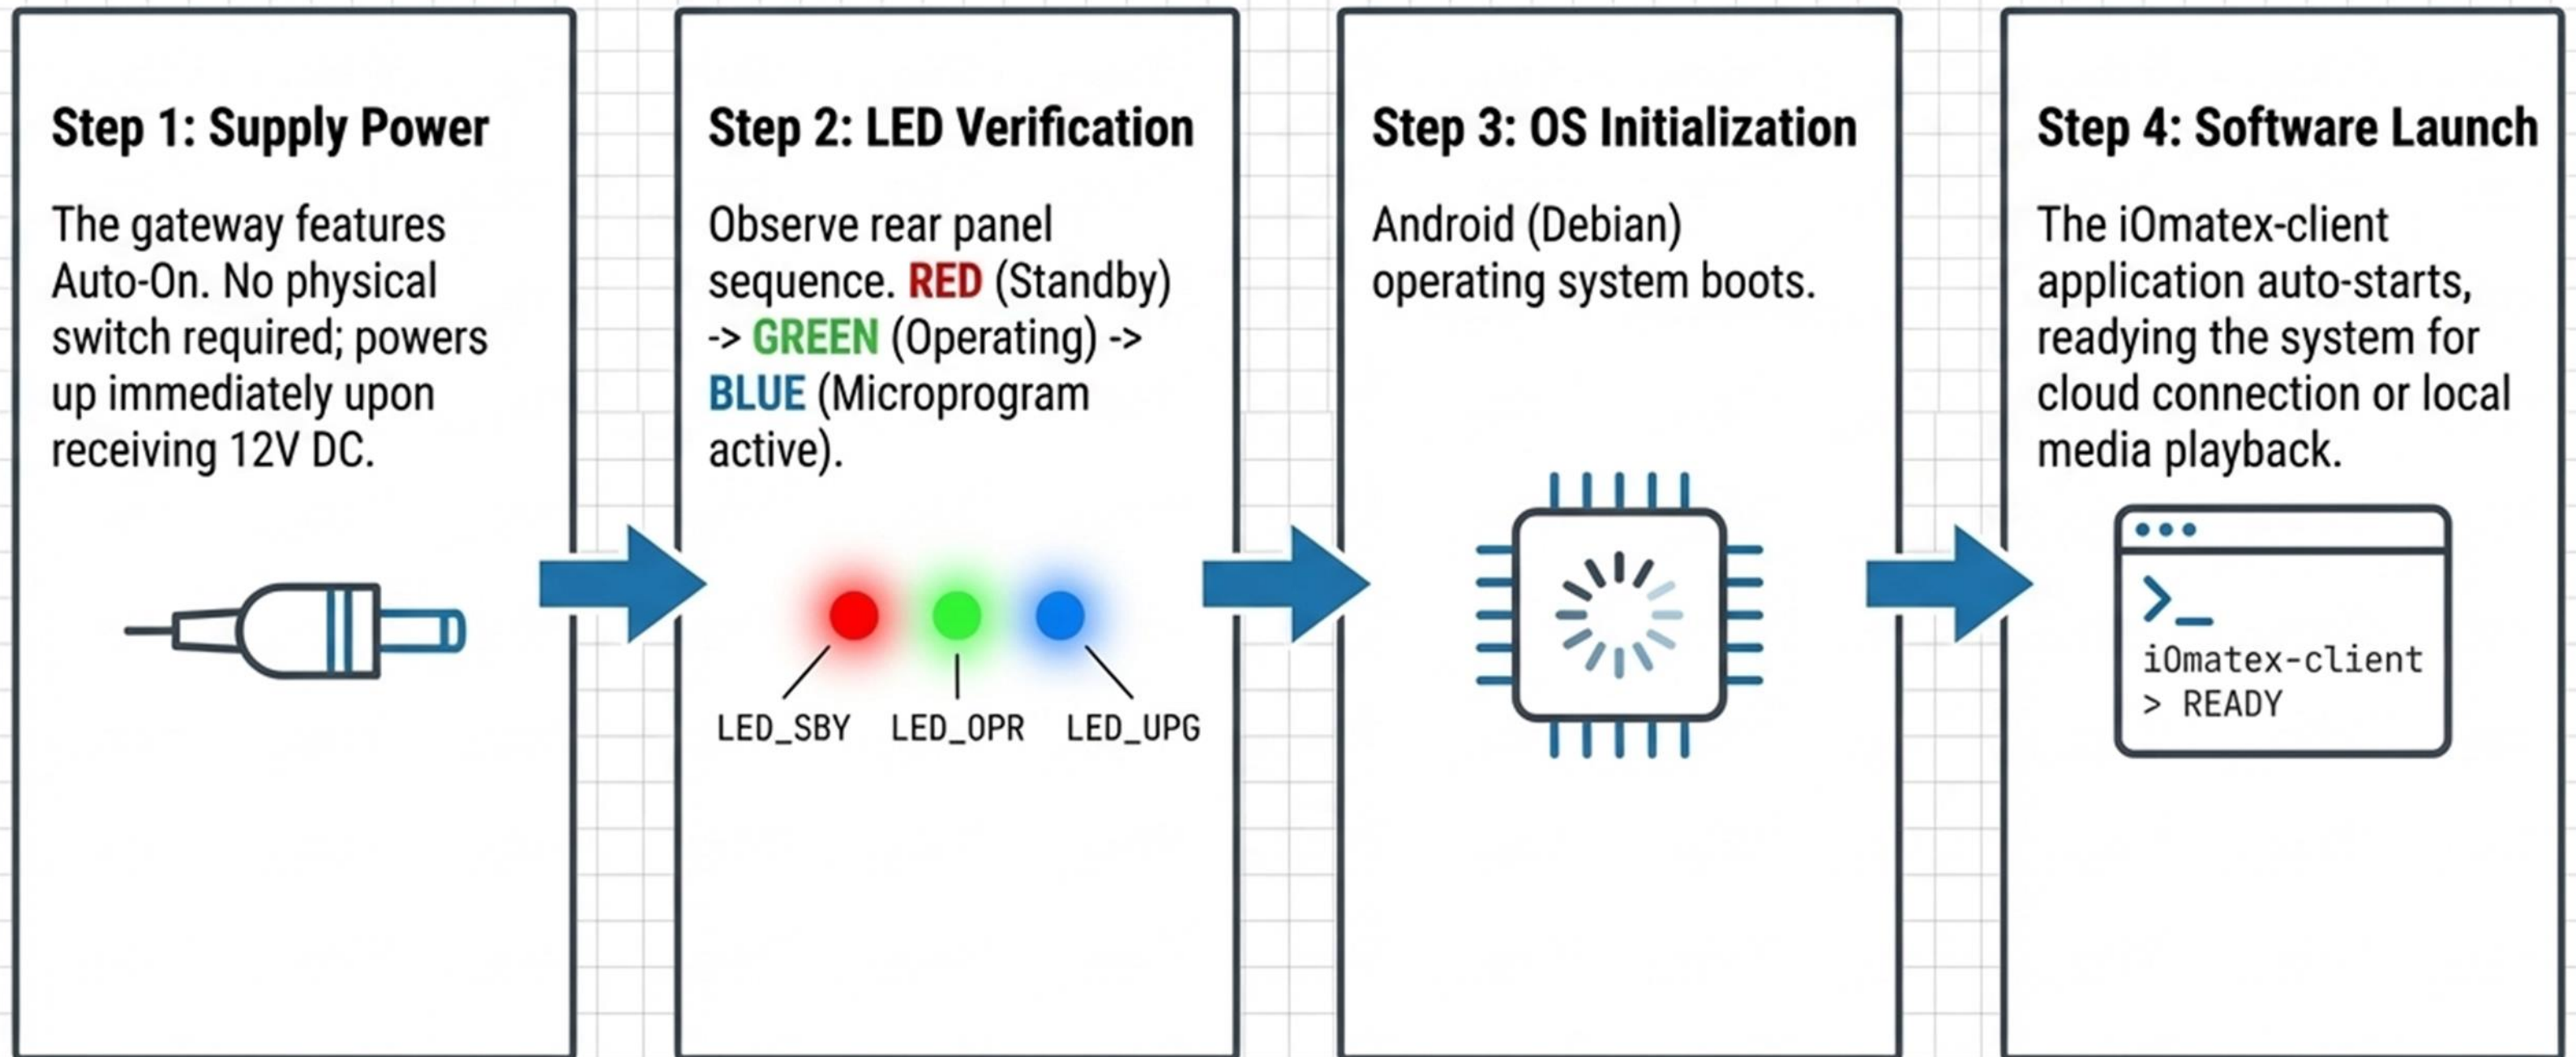 Step 1: Supply Power
The gateway features
Auto-On. No physical
switch required; powers
up immediately upon
receiving 12V DC.
Step 2: LED Verification
Observe rear panel
sequence. RED (Standby)
-> GREEN (Operating) ->
BLUE (Microprogram
active).
LED_SBY LED_OPR LED_UPG
Step 3: OS Initialization
Android (Debian)
operating system boots.
Step 4: Software Launch
The iOmatex-client
application auto-starts,
readying the system for
cloud connection or local
media playback.
>_
iOmatex-client
> READY